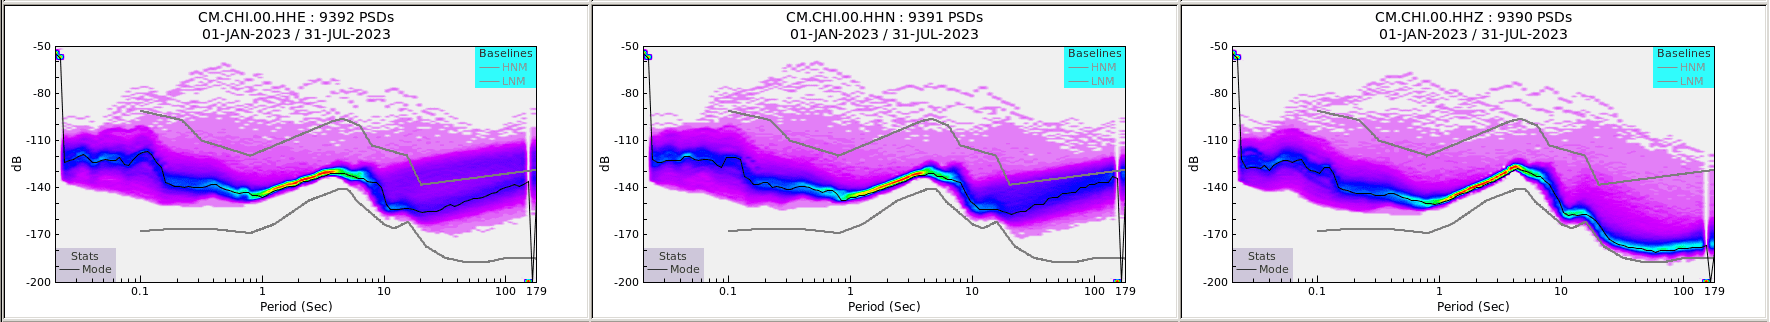 CM.CHI.00.HHE : 9392 PSDs
01-JAN-2023 / 31-JUL-2023
-50
-80
-110
-140
-170
-200
dB
Baselines
HNM
LNM
Stats
Mode
0.1 1 10 100 179
Period (Sec)
CM.CHI.00.HHN : 9391 PSDs
01-JAN-2023 / 31-JUL-2023
-50
-80
-110
-140
-170
-200
dB
Baselines
HNM
LNM
Stats
Mode
0.1 1 10 100 179
Period (Sec)
CM.CHI.00.HHZ : 9390 PSDs
01-JAN-2023 / 31-JUL-2023
-50
-80
-110
-140
-170
-200
dB
Baselines
HNM
LNM
Stats
Mode
0.1 1 10 100 179
Period (Sec)